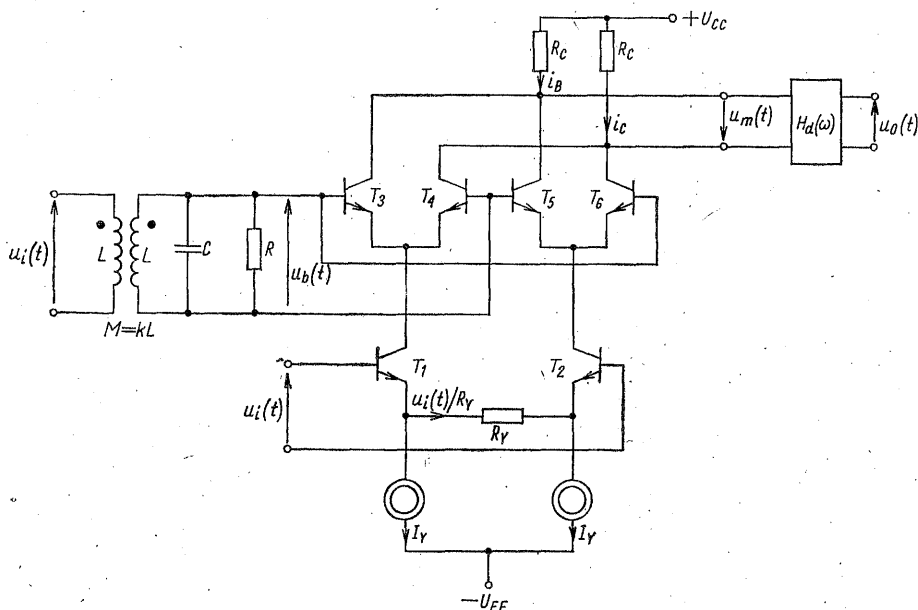 +U_CC
R_C
R_C
i_B
i_C
u_m(t)
H_d(ω)
u_0(t)
T_3
T_4
T_5
T_6
u_i(t)
L
L
C
R
u_b(t)
M=kL
T_1
T_2
u_i(t)
u_i(t)/R_Y
R_Y
I_Y
I_Y
−U_EE